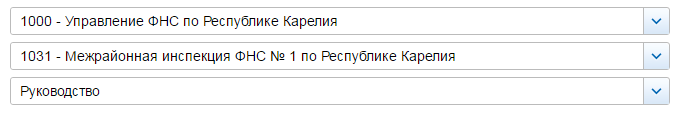 1000 - Управление ФНС по Республике Карелия
1031 - Межрайонная инспекция ФНС № 1 по Республике Карелия
Руководство